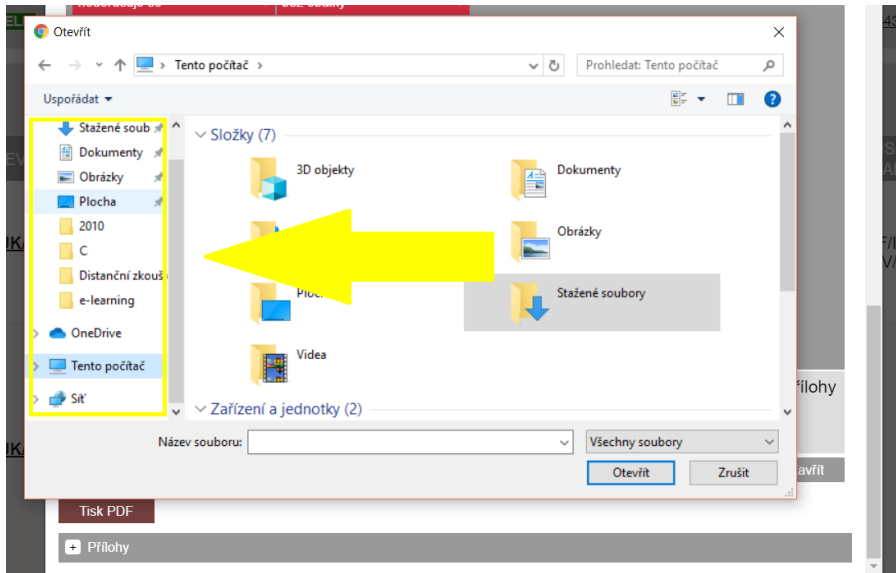 Otevřít
Tento počítač
Prohledat: Tento počítač
Uspořádat
Stažené soub
Dokumenty
Obrázky
Plocha
2010
C
Distanční zkouš
e-learning
OneDrive
Tento počítač
Síť
Složky (7)
3D objekty
Dokumenty
Obrázky
Stažené soubory
Videa
Zařízení a jednotky (2)
Název souboru:
Všechny soubory
Otevřít
Zrušit
Tisk PDF
Přílohy